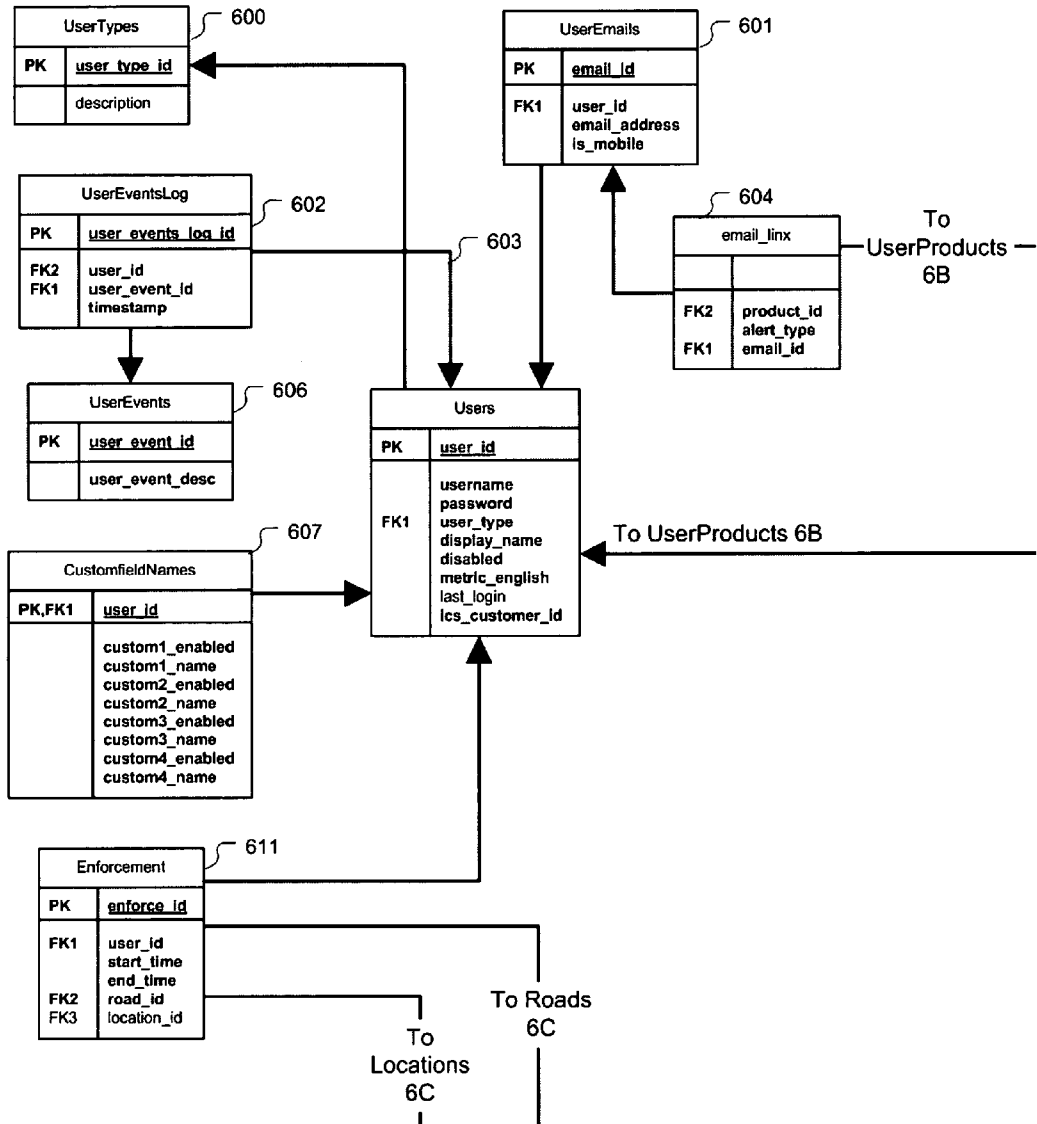 UserTypes
600
PK user_type_id
description
UserEmails
601
PK email_id
FK1 user_id
email_address
is_mobile
UserEventsLog
602
PK user_events_log_id
FK2 user_id
FK1 user_event_id
timestamp
603
604
email_linx
FK2 product_id
alert_type
FK1 email_id
To
UserProducts
6B
UserEvents
606
PK user_event_id
user_event_desc
Users
PK user_id
username
password
FK1 user_type
display_name
disabled
metric_english
last_login
ics_customer_id
To UserProducts 6B
607
CustomfieldNames
PK,FK1 user_id
custom1_enabled
custom1_name
custom2_enabled
custom2_name
custom3_enabled
custom3_name
custom4_enabled
custom4_name
611
Enforcement
PK enforce_id
FK1 user_id
start_time
end_time
FK2 road_id
FK3 location_id
To Roads
6C
To
Locations
6C